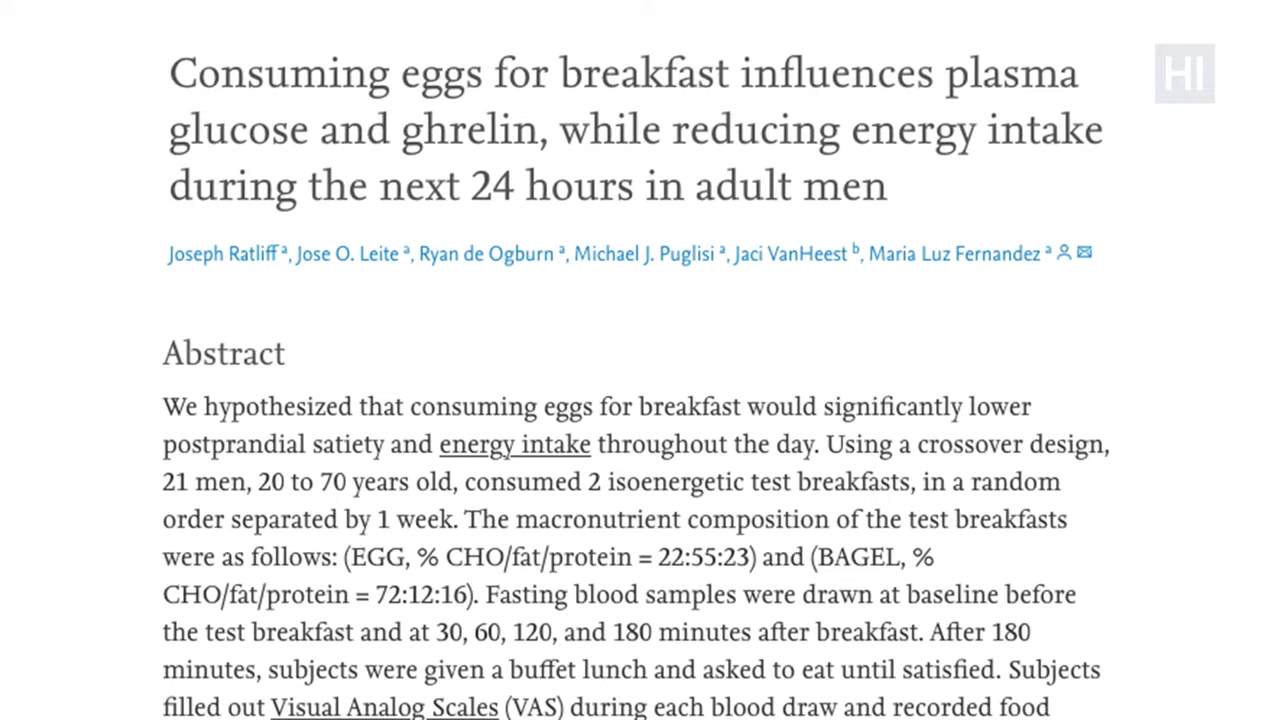 HI
Consuming eggs for breakfast influences plasma
glucose and ghrelin, while reducing energy intake
during the next 24 hours in adult men
Joseph Ratliff a, Jose O. Leite a, Ryan de Ogburn a, Michael J. Puglisi a, Jaci VanHeest b, Maria Luz Fernandez a
Abstract
We hypothesized that consuming eggs for breakfast would significantly lower
postprandial satiety and energy intake throughout the day. Using a crossover design,
21 men, 20 to 70 years old, consumed 2 isoenergetic test breakfasts, in a random
order separated by 1 week. The macronutrient composition of the test breakfasts
were as follows: (EGG, % CHO/fat/protein = 22:55:23) and (BAGEL, %
CHO/fat/protein = 72:12:16). Fasting blood samples were drawn at baseline before
the test breakfast and at 30, 60, 120, and 180 minutes after breakfast. After 180
minutes, subjects were given a buffet lunch and asked to eat until satisfied. Subjects
filled out Visual Analog Scales (VAS) during each blood draw and recorded food